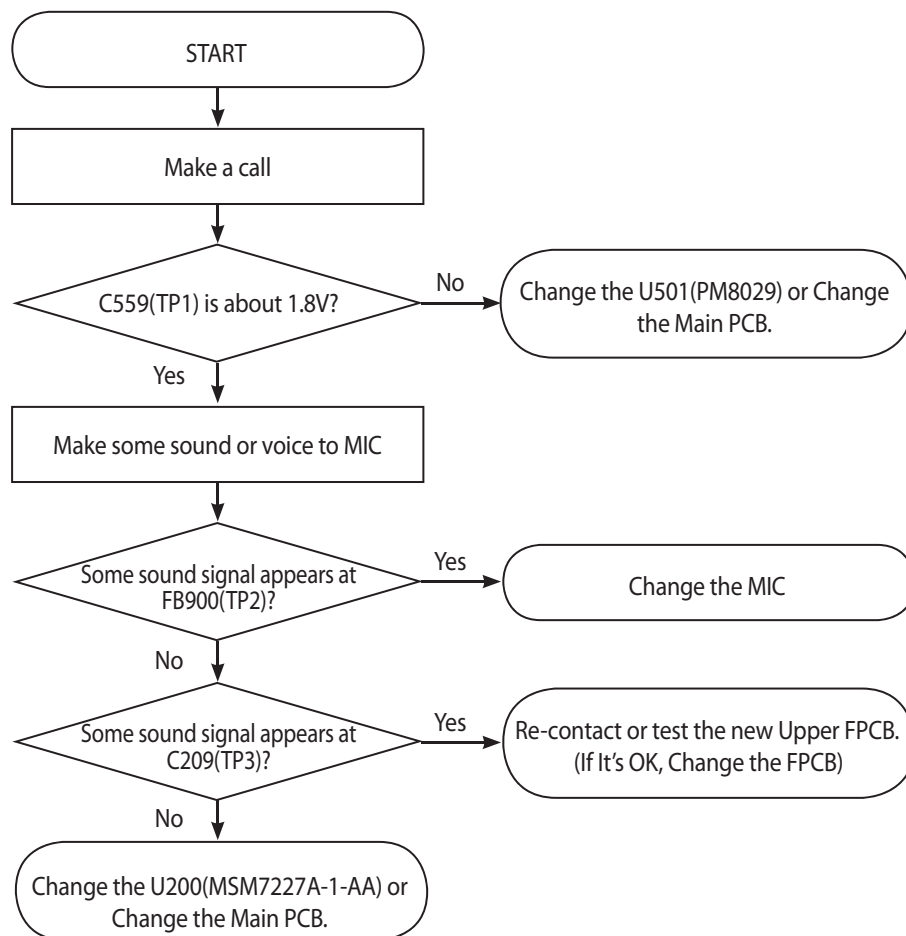 START
Make a call
C559(TP1) is about 1.8V?
No
Change the U501(PM8029) or Change
the Main PCB.
Yes
Make some sound or voice to MIC
Some sound signal appears at
FB900(TP2)?
Yes
Change the MIC
No
Some sound signal appears at
C209(TP3)?
Yes
Re-contact or test the new Upper FPCB.
(If It's OK, Change the FPCB)
No
Change the U200(MSM7227A-1-AA) or
Change the Main PCB.